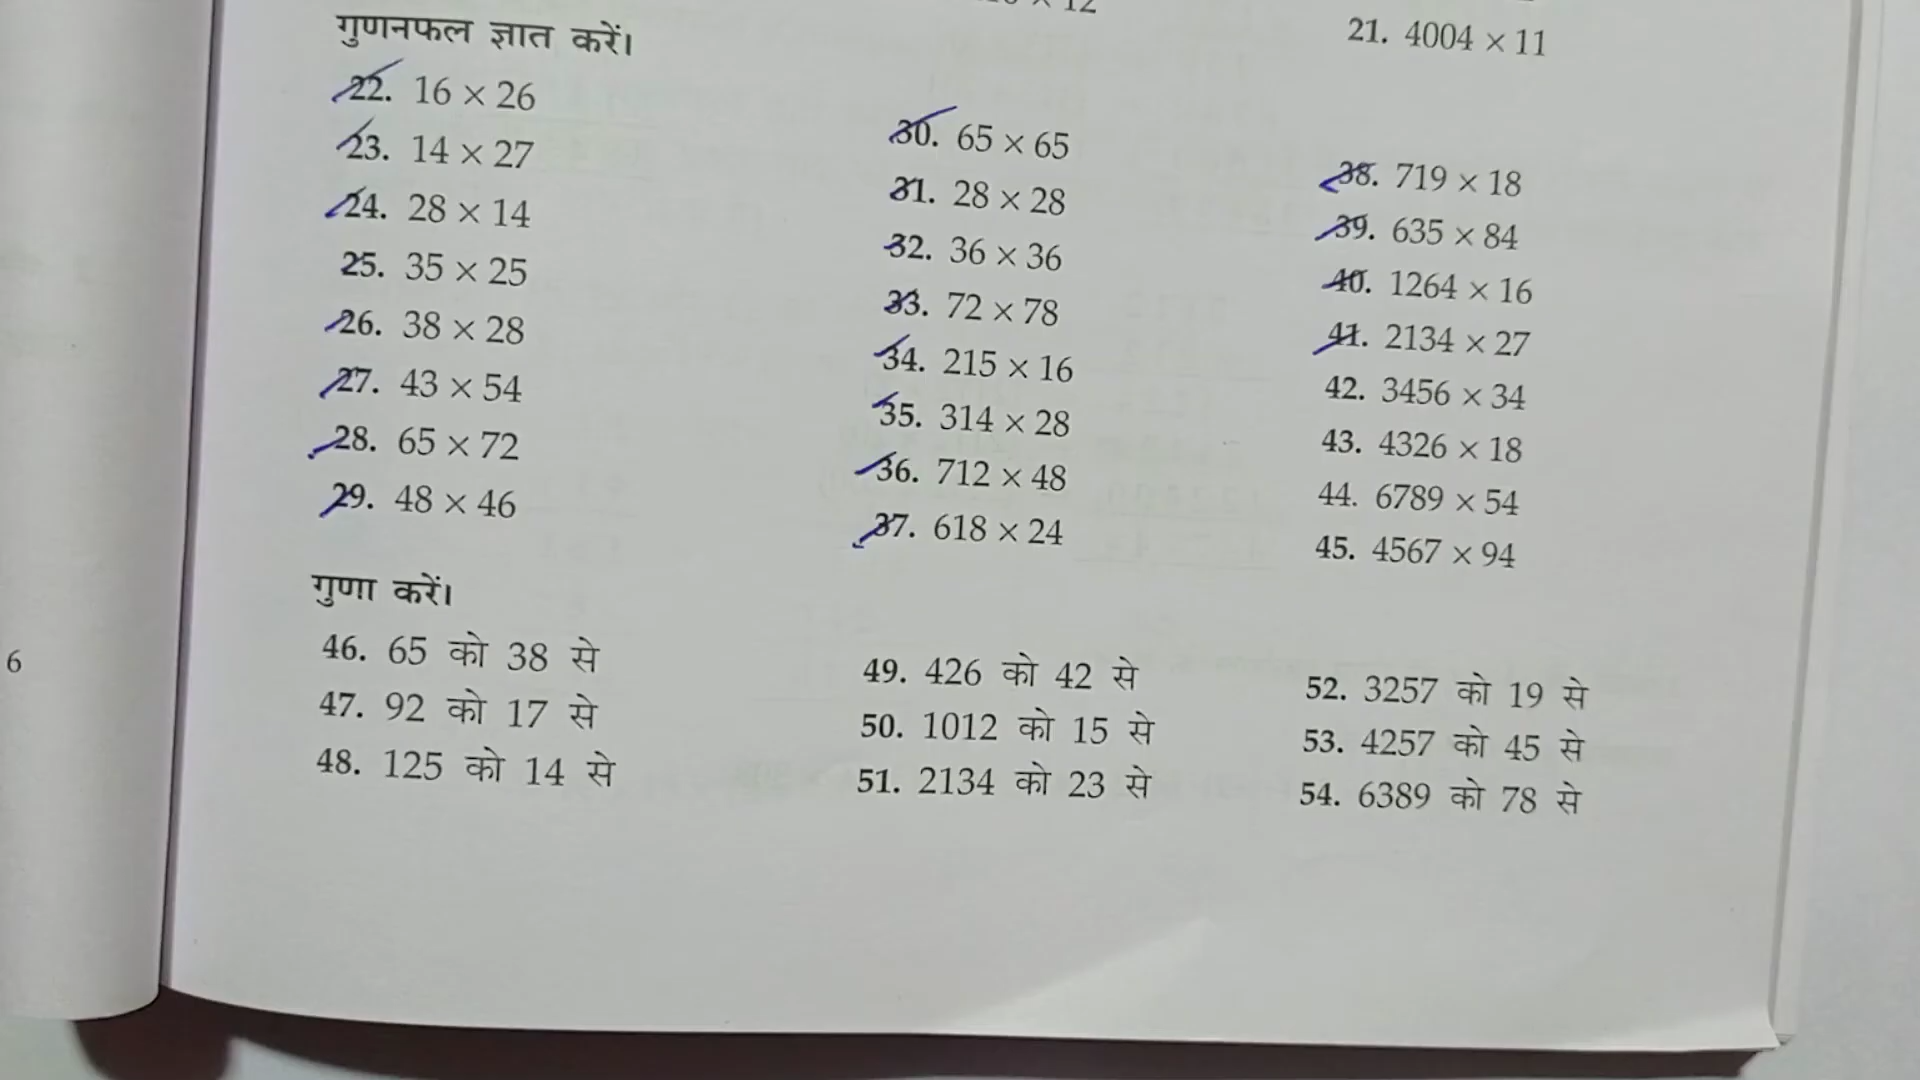 × 12
21. 4004 × 11
गुणनफल ज्ञात करें।
22. 16 × 26
23. 14 × 27
24. 28 × 14
25. 35 × 25
26. 38 × 28
27. 43 × 54
28. 65 × 72
29. 48 × 46
30. 65 × 65
31. 28 × 28
32. 36 × 36
33. 72 × 78
34. 215 × 16
35. 314 × 28
36. 712 × 48
37. 618 × 24
38. 719 × 18
39. 635 × 84
40. 1264 × 16
41. 2134 × 27
42. 3456 × 34
43. 4326 × 18
44. 6789 × 54
45. 4567 × 94
गुणा करें।
46. 65 को 38 से
47. 92 को 17 से
48. 125 को 14 से
49. 426 को 42 से
50. 1012 को 15 से
51. 2134 को 23 से
52. 3257 को 19 से
53. 4257 को 45 से
54. 6389 को 78 से
6